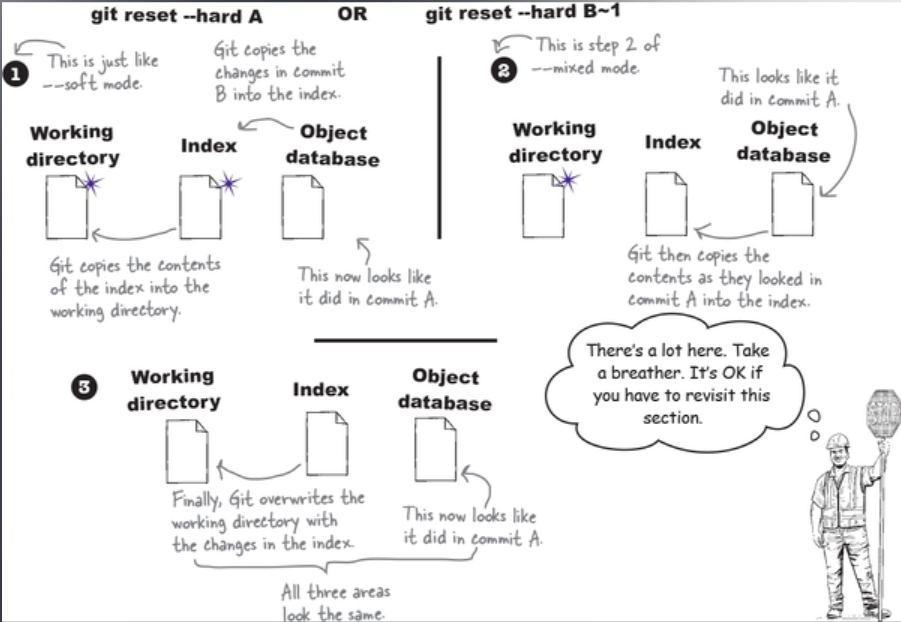 git reset --hard A OR git reset --hard B~1
1
This is just like
--soft mode.
Git copies the
changes in commit
B into the index.
Working
directory
Index
Object
database
Git copies the contents
of the index into the
working directory.
This now looks like
it did in commit A.
2
This is step 2 of
--mixed mode.
This looks like it
did in commit A.
Working
directory
Index
Object
database
Git then copies the
contents as they looked in
commit A into the index.
3
Working
directory
Index
Object
database
Finally, Git overwrites the
working directory with
the changes in the index.
This now looks like
it did in commit A.
All three areas
look the same.
There's a lot here. Take
a breather. It's OK if
you have to revisit this
section.